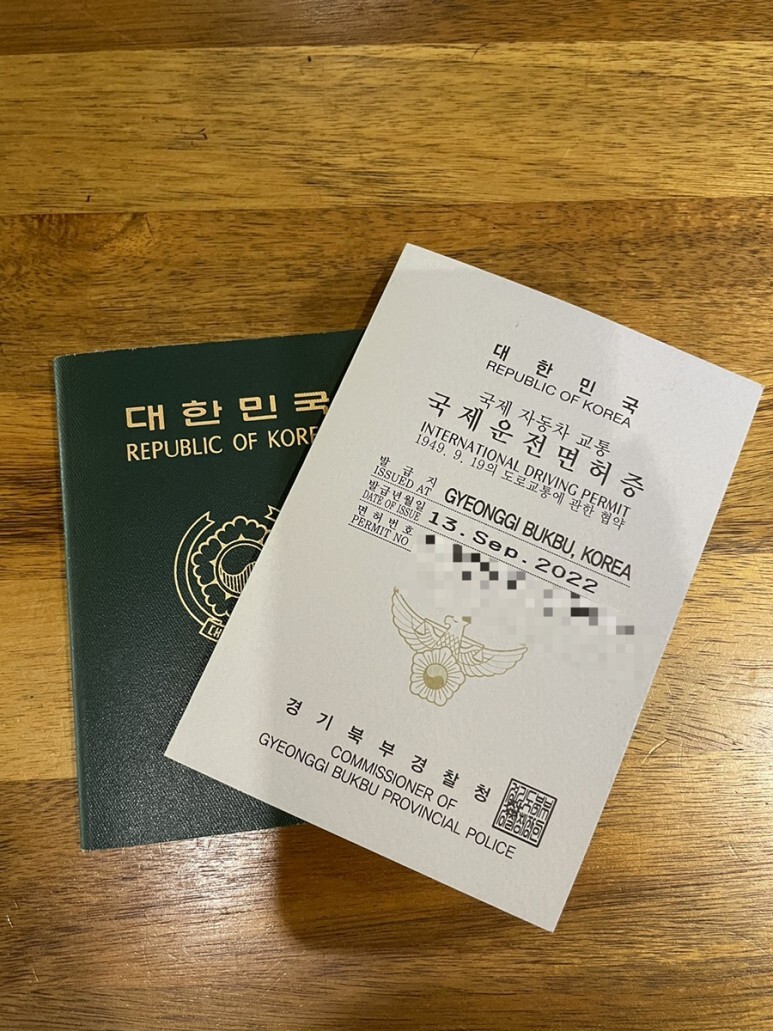 대한민국
REPUBLIC OF KORE
대한민국
REPUBLIC OF KOREA
국제 자동차 교통
국제운전면허증
INTERNATIONAL DRIVING PERMIT
1949. 9. 19의 도로교통에 관한 협약
발급지
ISSUED AT GYEONGGI BUKBU, KOREA
발급년월일
DATE OF ISSUE 13. Sep. 2022
면허번호
PERMIT NO
경기북부경찰청
COMMISSIONER OF
GYEONGGI BUKBU PROVINCIAL POLICE